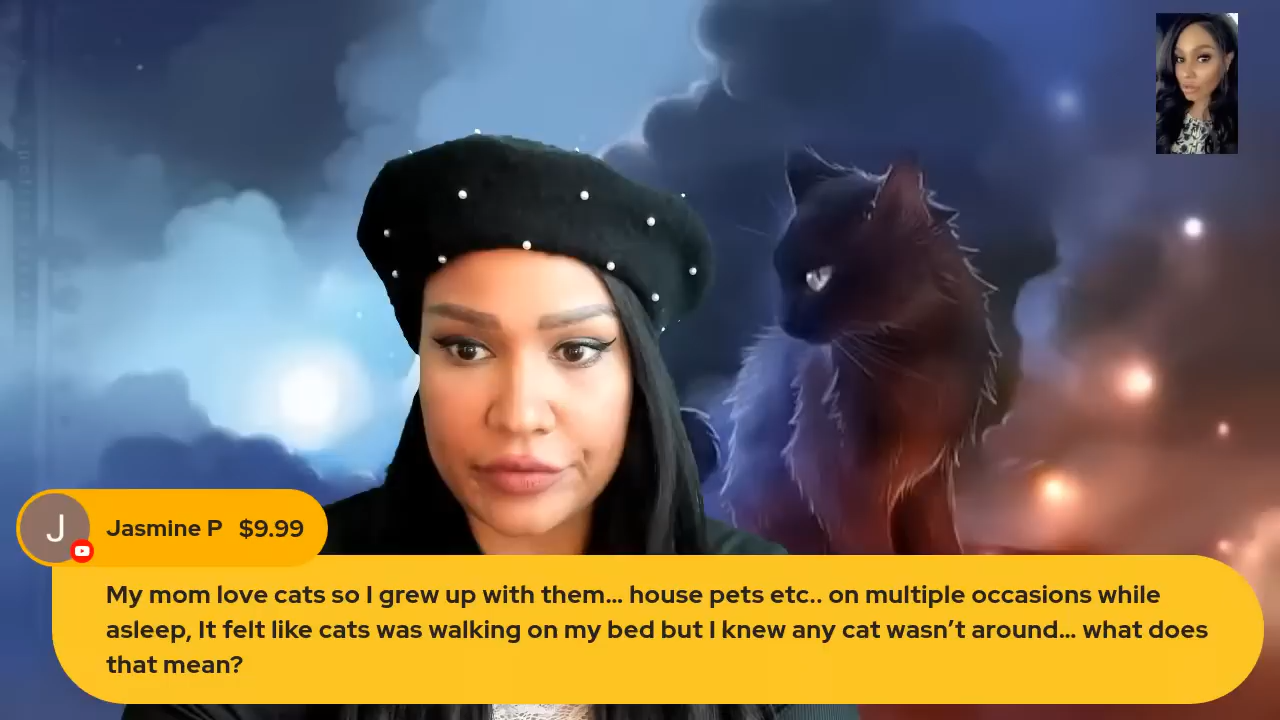 J
Jasmine P $9.99
My mom love cats so I grew up with them... house pets etc.. on multiple occasions while
asleep, It felt like cats was walking on my bed but I knew any cat wasn't around... what does
that mean?